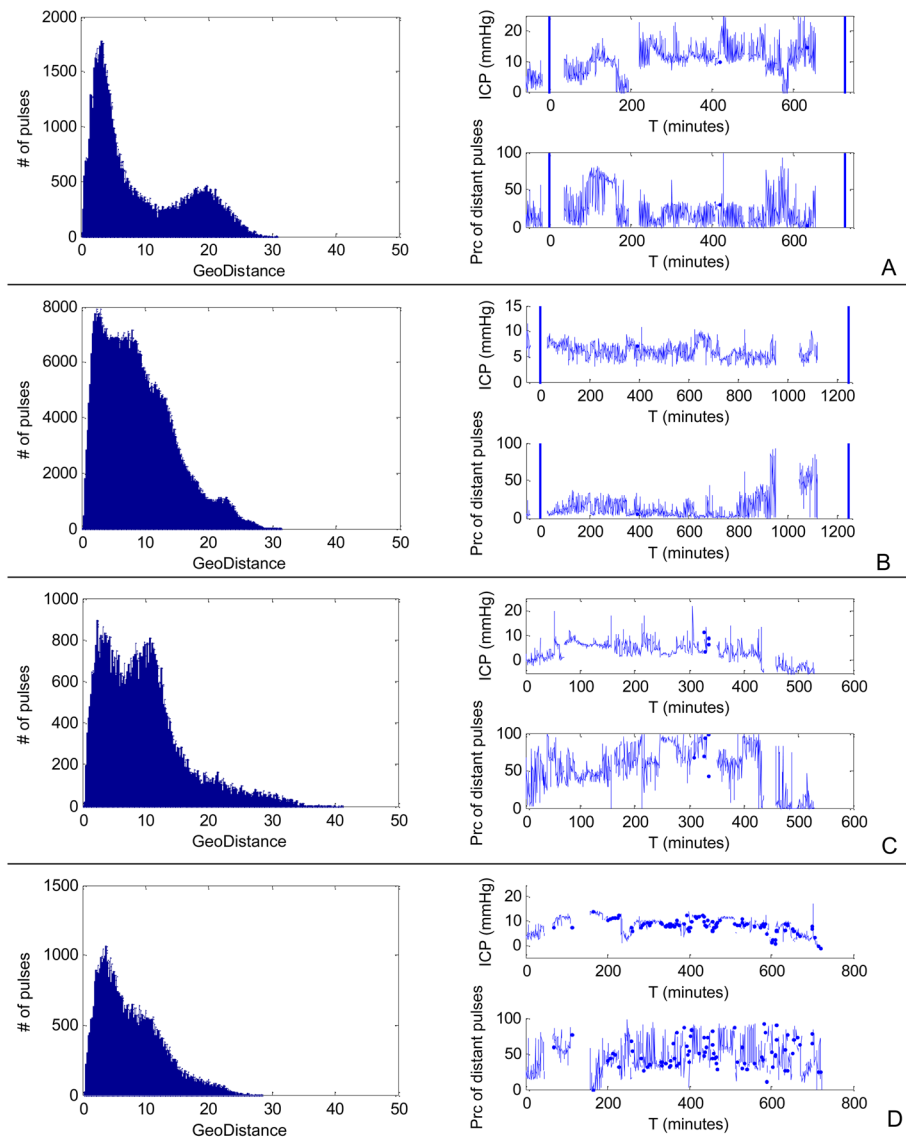 2000
1500
1000
500
0
# of pulses
0 10 20 30 40 50
GeoDistance
20
10
0
ICP (mmHg)
0 200 400 600
T (minutes)
100
50
0
Prc of distant pulses
0 200 400 600
T (minutes)
A
8000
6000
4000
2000
0
# of pulses
0 10 20 30 40 50
GeoDistance
15
10
5
0
ICP (mmHg)
0 200 400 600 800 1000 1200
T (minutes)
100
50
0
Prc of distant pulses
0 200 400 600 800 1000 1200
T (minutes)
B
1000
800
600
400
200
0
# of pulses
0 10 20 30 40 50
GeoDistance
20
10
0
ICP (mmHg)
0 100 200 300 400 500 600
T (minutes)
100
50
0
Prc of distant pulses
0 100 200 300 400 500 600
T (minutes)
C
1500
1000
500
0
# of pulses
0 10 20 30 40 50
GeoDistance
20
10
0
ICP (mmHg)
0 200 400 600 800
T (minutes)
100
50
0
Prc of distant pulses
0 200 400 600 800
T (minutes)
D